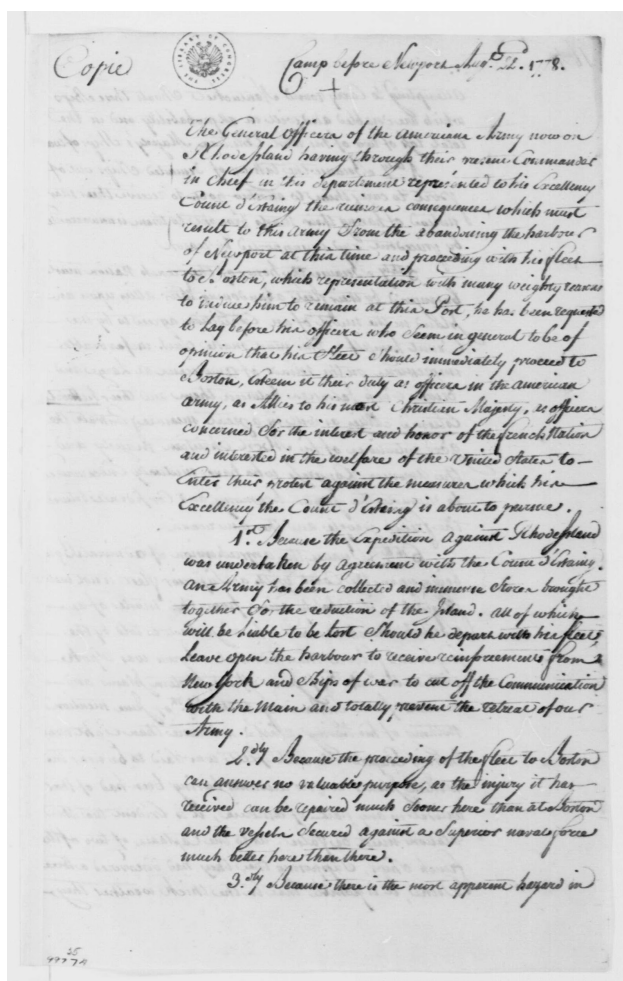 Copie
Camp before Newport Augt. 22d. 1778.
The General Officers of the American Army now on
Rhode Island having through their Commander
in Chief in this department represented to his Excellency
Count d'Estaing the consequences which must
result to this Army From the abandoning the harbour
of Newport at this time and proceeding with his fleet
to Boston, which representation with many weighty reasons
to induce him to remain at this Port, he has been requested
to Lay before his officers who Seem in general to be of
opinion that his Fleet Should immediately proceed to
Boston, Esteem it their duty as officers in the american
army, as Allies to his most Christian Majesty, as officers
concerned For the interest and honor of the french Nation
and interested in the welfare of the United States to
Enter their protest against the measures which his
Excellency the Count d'Estaing is about to pursue.
1st. Because the Expedition against Rhode Island
was undertaken by agreement with the Count d'Estaing.
an Army has been collected and immense Stores brought
together For the reduction of the Island. all of which
will be liable to be lost Should he depart with his fleet,
Leave open the harbour to receive reinforcements From
New York and Ships of war to cut off the Communication
with the Main and totally prevent the retreat of our
Army.
2.dly Because the proceeding of the fleet to Boston
can answer no valuable purpose, as the injury it has
received can be repaired much Sooner here than at Boston
and the vessels Secured against a Superior naval force
much better here than there.
3.dly Because there is the most apparent hazard in